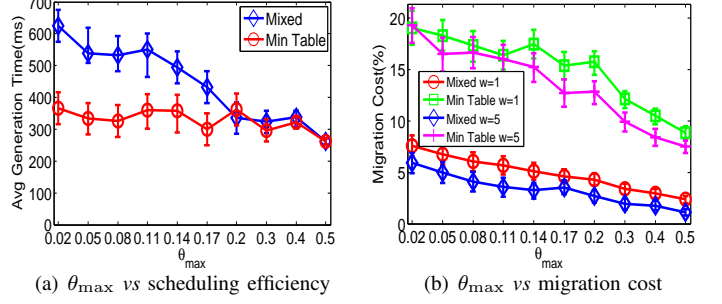 700
600
500
400
300
200
100
0
Avg Generation Time(ms)
Mixed
Min Table
0.02 0.05 0.08 0.11 0.14 0.17 0.2 0.3 0.4 0.5
θmax
(a) θmax vs scheduling efficiency
20
15
10
5
0
Migration Cost(%)
Mixed w=1
Min Table w=1
Mixed w=5
Min Table w=5
0.02 0.05 0.08 0.11 0.14 0.17 0.2 0.3 0.4 0.5
θmax
(b) θmax vs migration cost